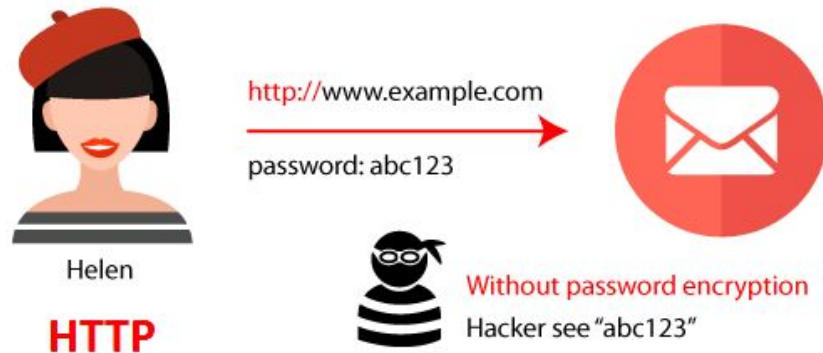 http://www.example.com
password: abc123
Helen
HTTP
Without password encryption
Hacker see “abc123”